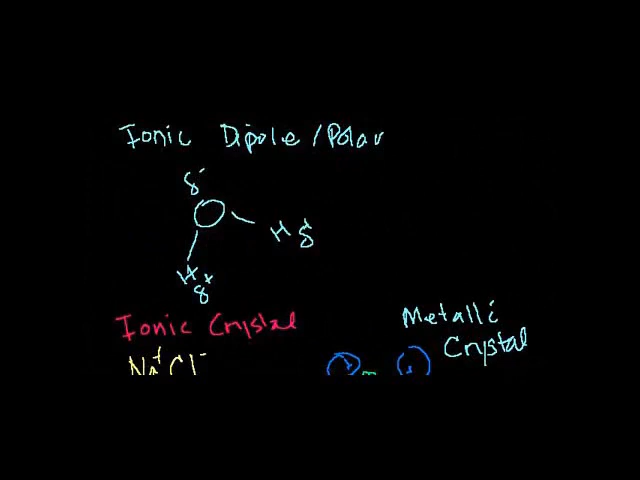 Ionic Dipole/Polar
δ-
H δ+
H
δ+
Ionic Crystal
Metalli
Crystal
Na+ Cl-